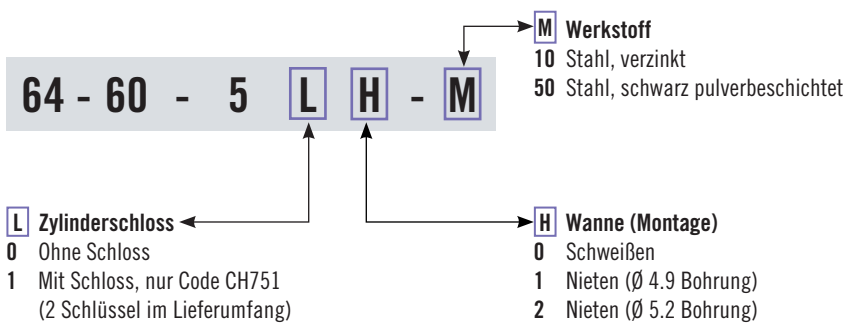 M Werkstoff
10 Stahl, verzinkt
50 Stahl, schwarz pulverbeschichtet
64 - 60 - 5 L H - M
L Zylinderschloss
0 Ohne Schloss
1 Mit Schloss, nur Code CH751
(2 Schlüssel im Lieferumfang)
H Wanne (Montage)
0 Schweißen
1 Nieten (Ø 4.9 Bohrung)
2 Nieten (Ø 5.2 Bohrung)